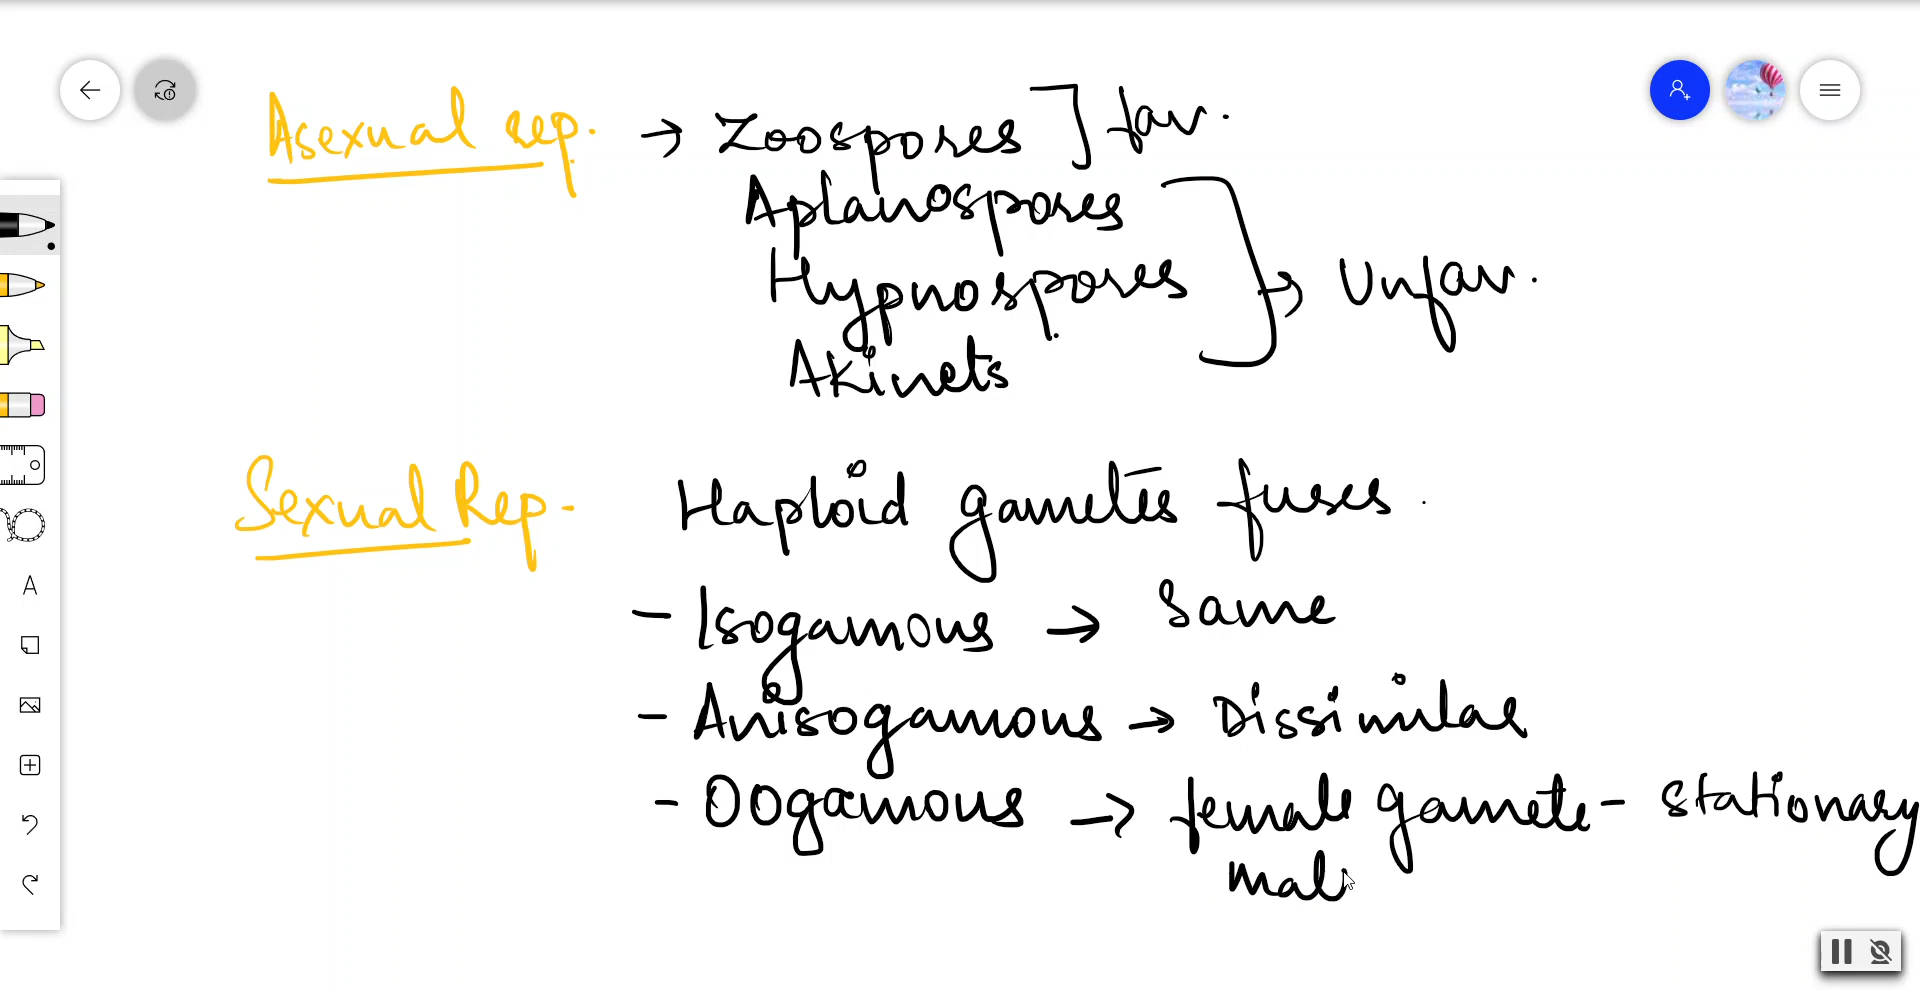 Asexual rep. → Zoospores ] fav.
Aplanospores
Hypnospores → Unfav.
Akinets
Sexual Rep. Haploid gametes fuses.
- Isogamous → Same
- Anisogamous → Dissimilar
- Oogamous → female gamete - stationary
male